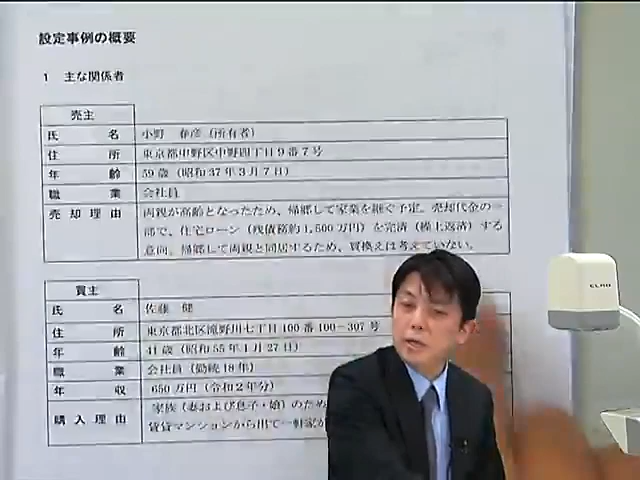 設定事例の概要
1 主な関係者
売主
氏名 小野 春彦（所有者）
住所 東京都中野区中野四丁目9番7号
年齢 59歳（昭和37年3月7日）
職業 会社員
売却理由 両親が高齢となったため、帰郷して家業を継ぐ予定。売却代金の一
部で、住宅ローン（残債務約1,500万円）を完済（繰上返済）する
意向。帰郷して両親と同居するため、買換えは考えていない。
買主
氏名 佐藤 健
住所 東京都北区滝野川七丁目100番100-307号
年齢 41歳（昭和55年1月27日）
職業 会社員（勤続18年）
年収 650万円（令和2年分）
購入理由 家族（妻および息子・娘）のため
賃貸マンションから出て一軒家が
ELMO